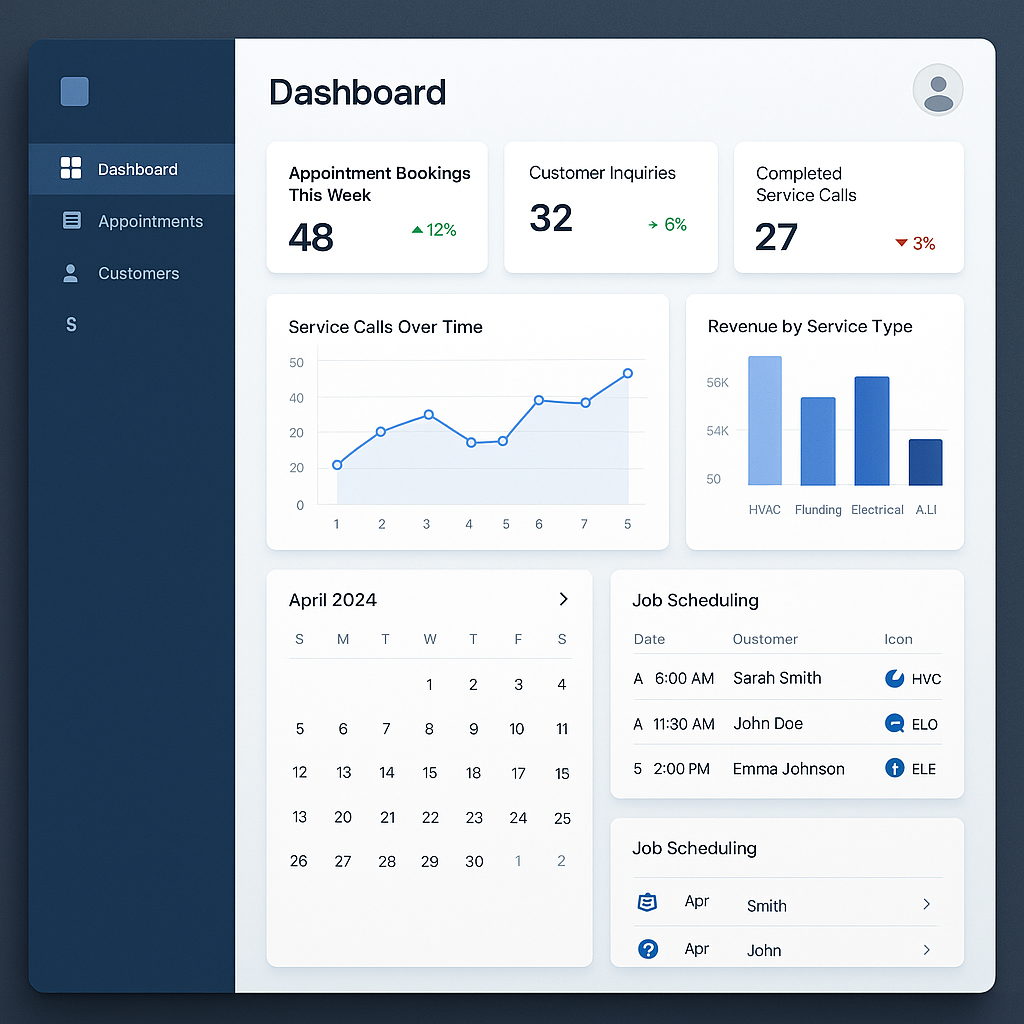 Dashboard
Appointments
Customers
S
Dashboard
Appointment Bookings
This Week
48
12%
Customer Inquiries
32
6%
Completed
Service Calls
27
3%
Service Calls Over Time
50
40
20
20
0
1 2 3 4 5 6 7 5
Revenue by Service Type
56K
54K
50
HVAC Flunding Electrical A.LI
April 2024
S M T W T F S
1 2 3 4
5 6 7 8 9 10 11
12 13 14 15 18 17 15
13 20 21 22 23 24 25
26 27 28 29 30 1 2
Job Scheduling
Date Oustomer Icon
A 6:00 AM Sarah Smith HVC
A 11:30 AM John Doe ELO
5 2:00 PM Emma Johnson ELE
Job Scheduling
Apr Smith
? Apr John